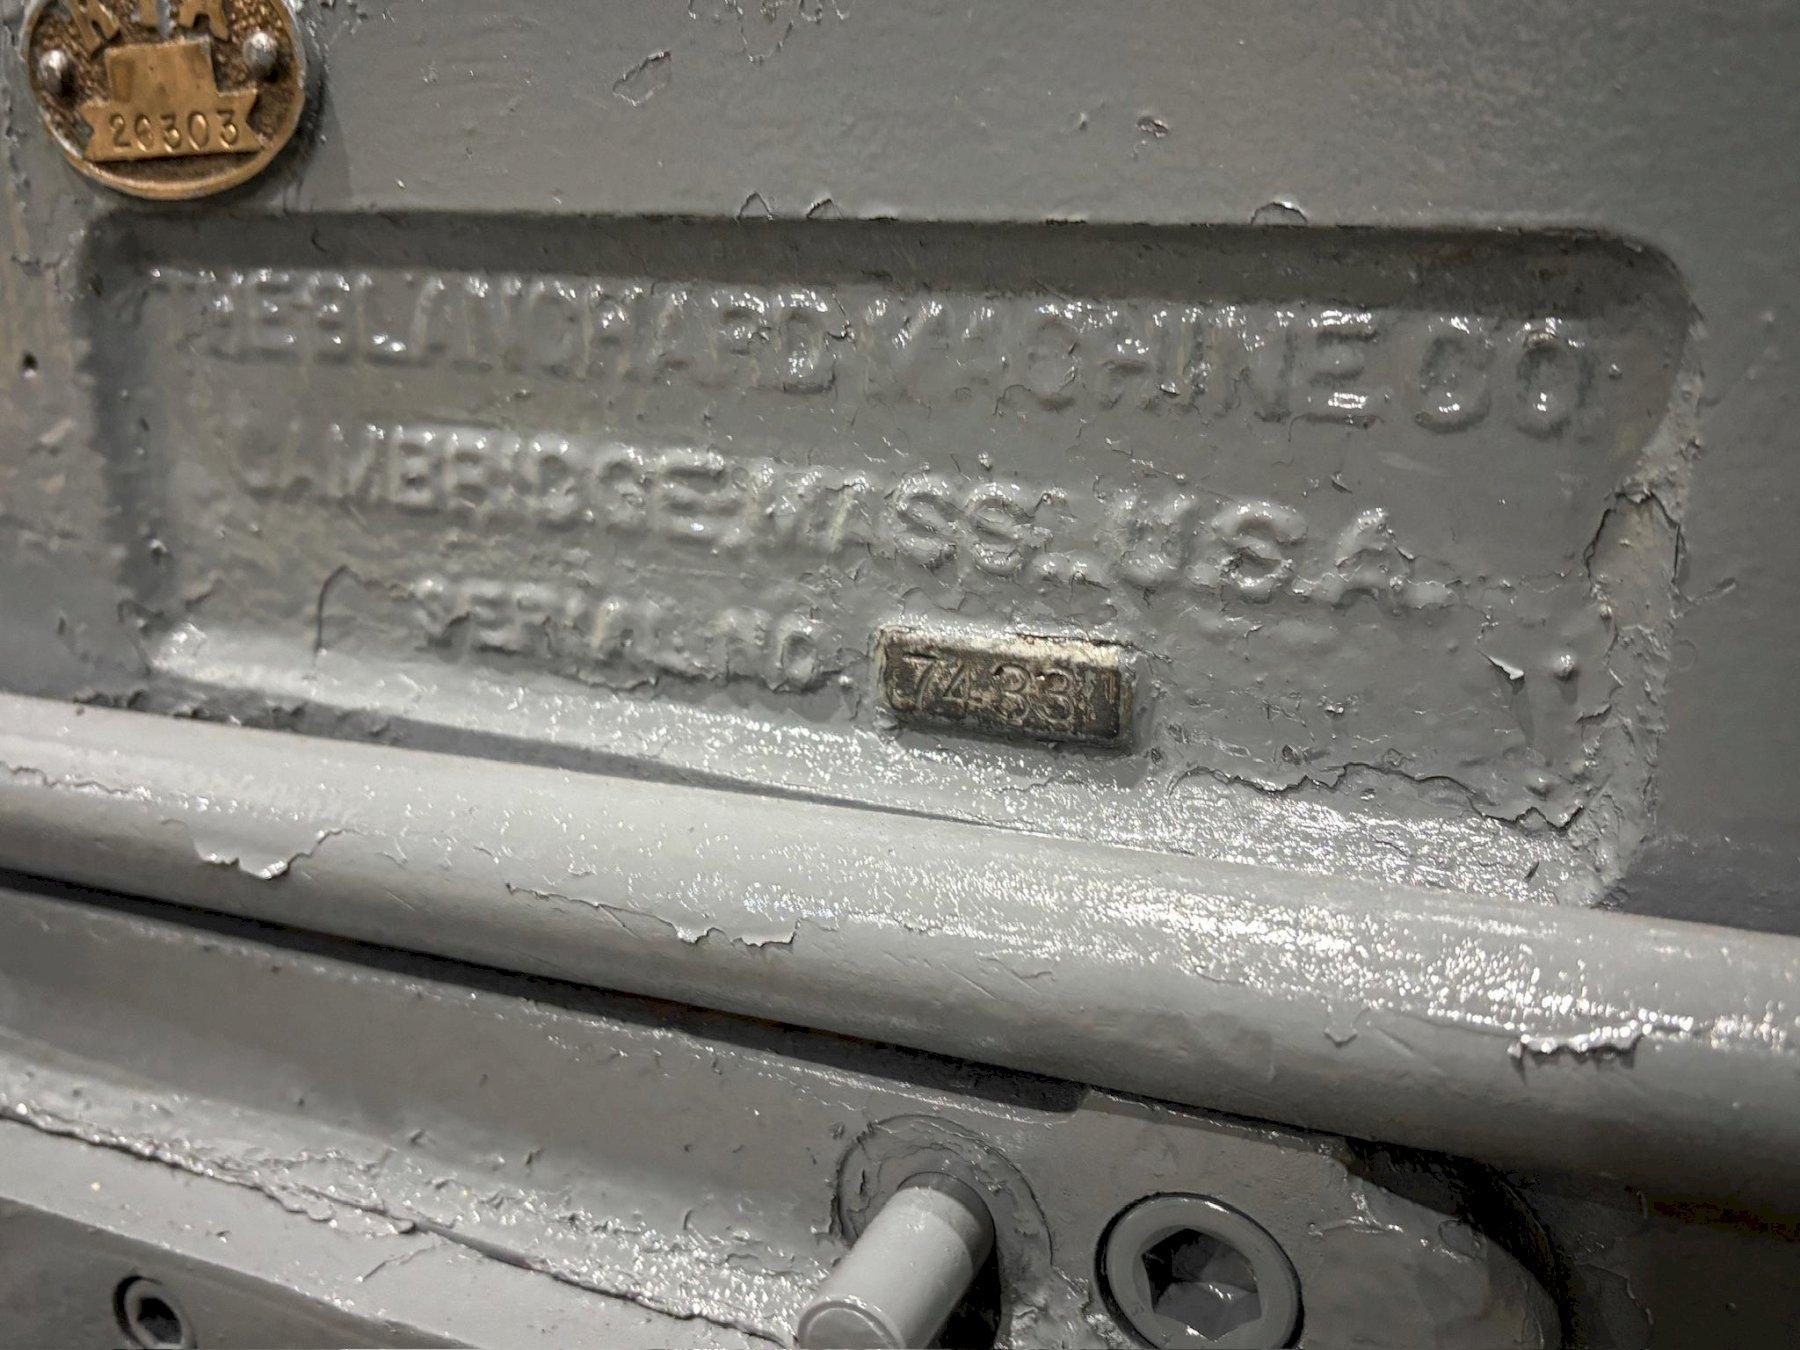 20303
THE BLANCHARD MACHINE CO.
CAMBRIDGE, MASS., U.S.A.
SERIAL NO. 7433